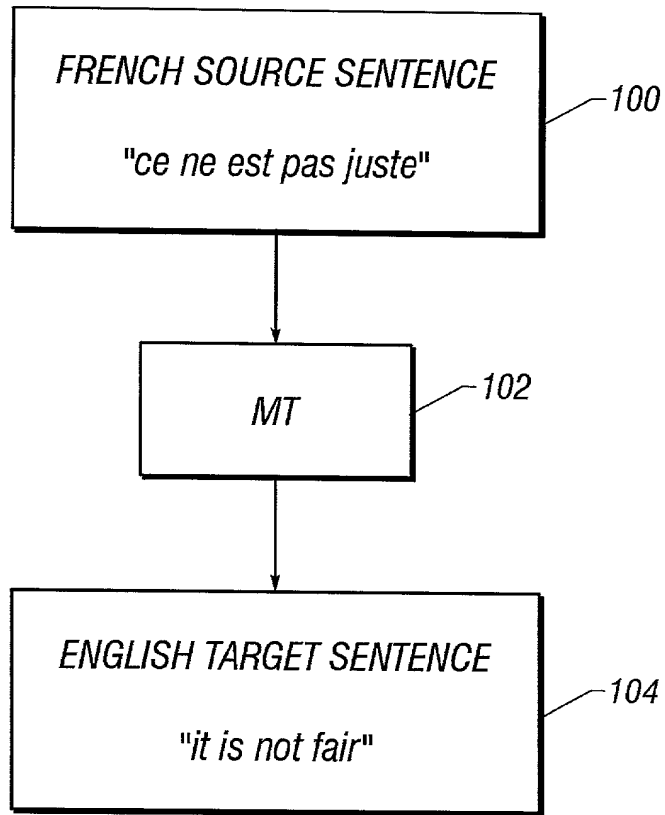 FRENCH SOURCE SENTENCE
"ce ne est pas juste"
100
MT
102
ENGLISH TARGET SENTENCE
"it is not fair"
104